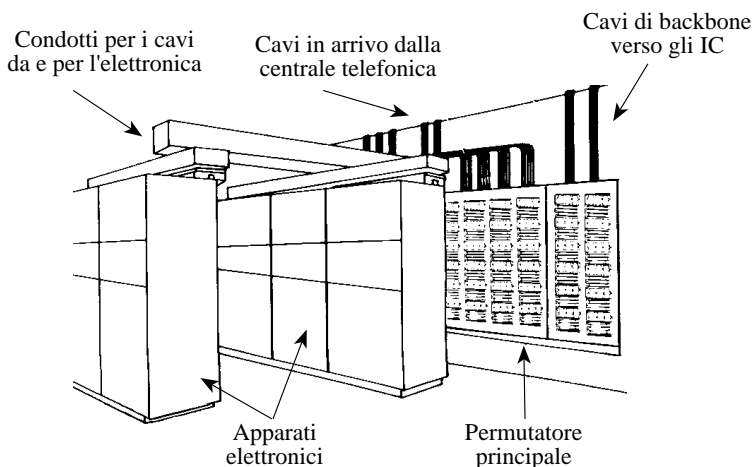 Condotti per i cavi
da e per l'elettronica
Cavi in arrivo dalla
centrale telefonica
Cavi di backbone
verso gli IC
Apparati
elettronici
Permutatore
principale